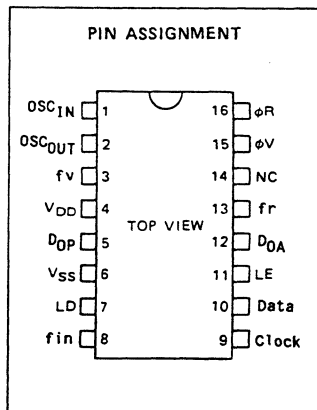 PIN ASSIGNMENT
OSCIN 1 16 φR
OSCOUT 2 15 φV
fv 3 14 NC
VDD 4 13 fr
TOP VIEW
DOP 5 12 DOA
VSS 6 11 LE
LD 7 10 Data
fin 8 9 Clock